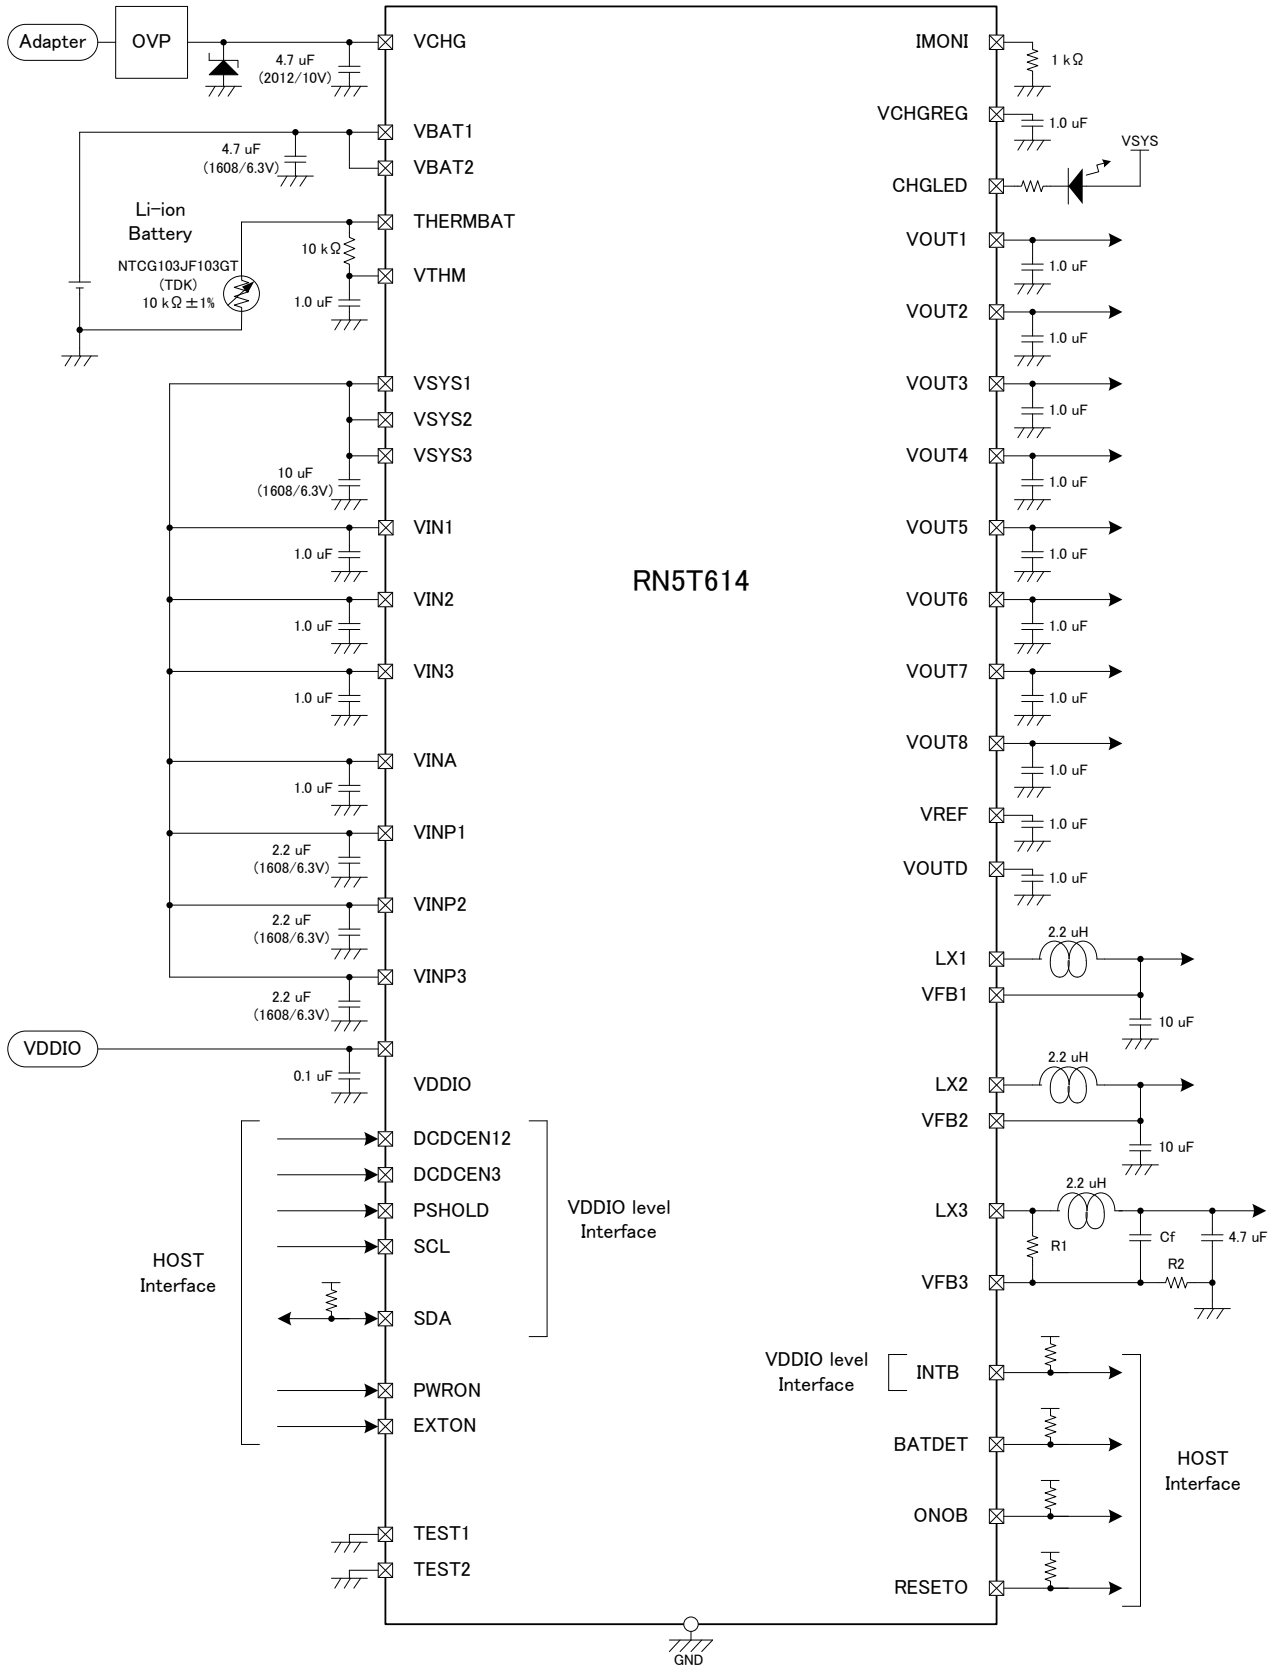 Adapter
OVP
4.7 uF
(2012/10V)
VCHG
4.7 uF
(1608/6.3V)
VBAT1
VBAT2
Li-ion
Battery
NTCG103JF103GT
(TDK)
10 kΩ ±1%
THERMBAT
10 kΩ
VTHM
1.0 uF
VSYS1
VSYS2
VSYS3
10 uF
(1608/6.3V)
VIN1
1.0 uF
VIN2
1.0 uF
VIN3
1.0 uF
VINA
1.0 uF
VINP1
2.2 uF
(1608/6.3V)
VINP2
2.2 uF
(1608/6.3V)
VINP3
2.2 uF
(1608/6.3V)
VDDIO
0.1 uF
VDDIO
DCDCEN12
DCDCEN3
PSHOLD
SCL
SDA
VDDIO level
Interface
HOST
Interface
PWRON
EXTON
TEST1
TEST2
RN5T614
GND
IMONI
1 kΩ
VCHGREG
1.0 uF
VSYS
CHGLED
VOUT1
1.0 uF
VOUT2
1.0 uF
VOUT3
1.0 uF
VOUT4
1.0 uF
VOUT5
1.0 uF
VOUT6
1.0 uF
VOUT7
1.0 uF
VOUT8
1.0 uF
VREF
1.0 uF
VOUTD
1.0 uF
2.2 uH
LX1
VFB1
10 uF
2.2 uH
LX2
VFB2
10 uF
2.2 uH
LX3
R1
Cf
4.7 uF
R2
VFB3
VDDIO level
Interface
INTB
BATDET
ONOB
RESETO
HOST
Interface